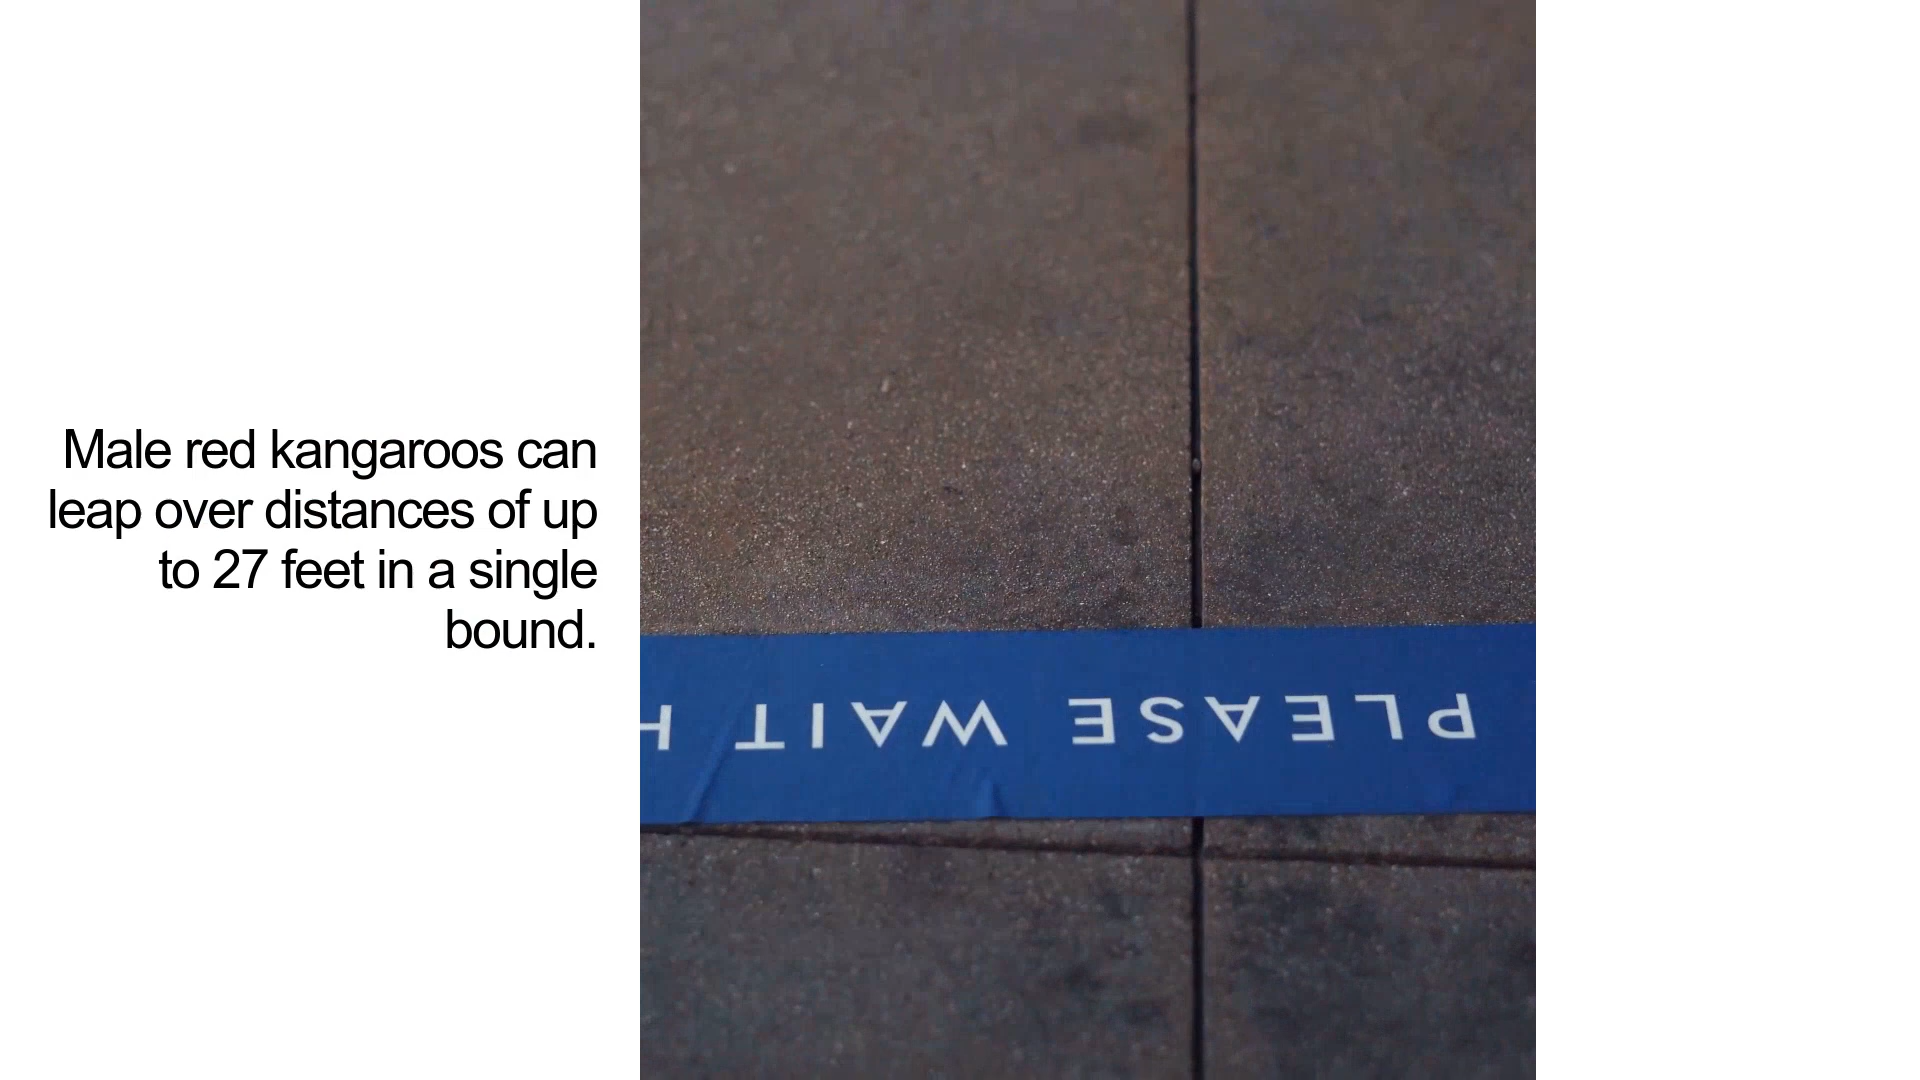 Male red kangaroos can
leap over distances of up
to 27 feet in a single
bound.
PLEASE WAIT H